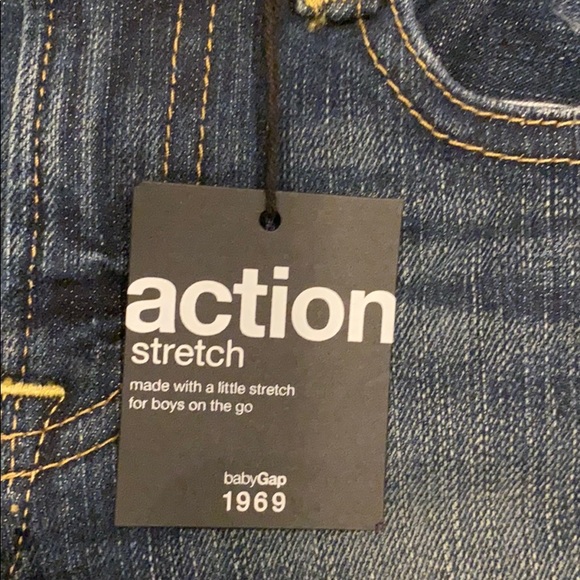 action
stretch
made with a little stretch
for boys on the go
babyGap
1969